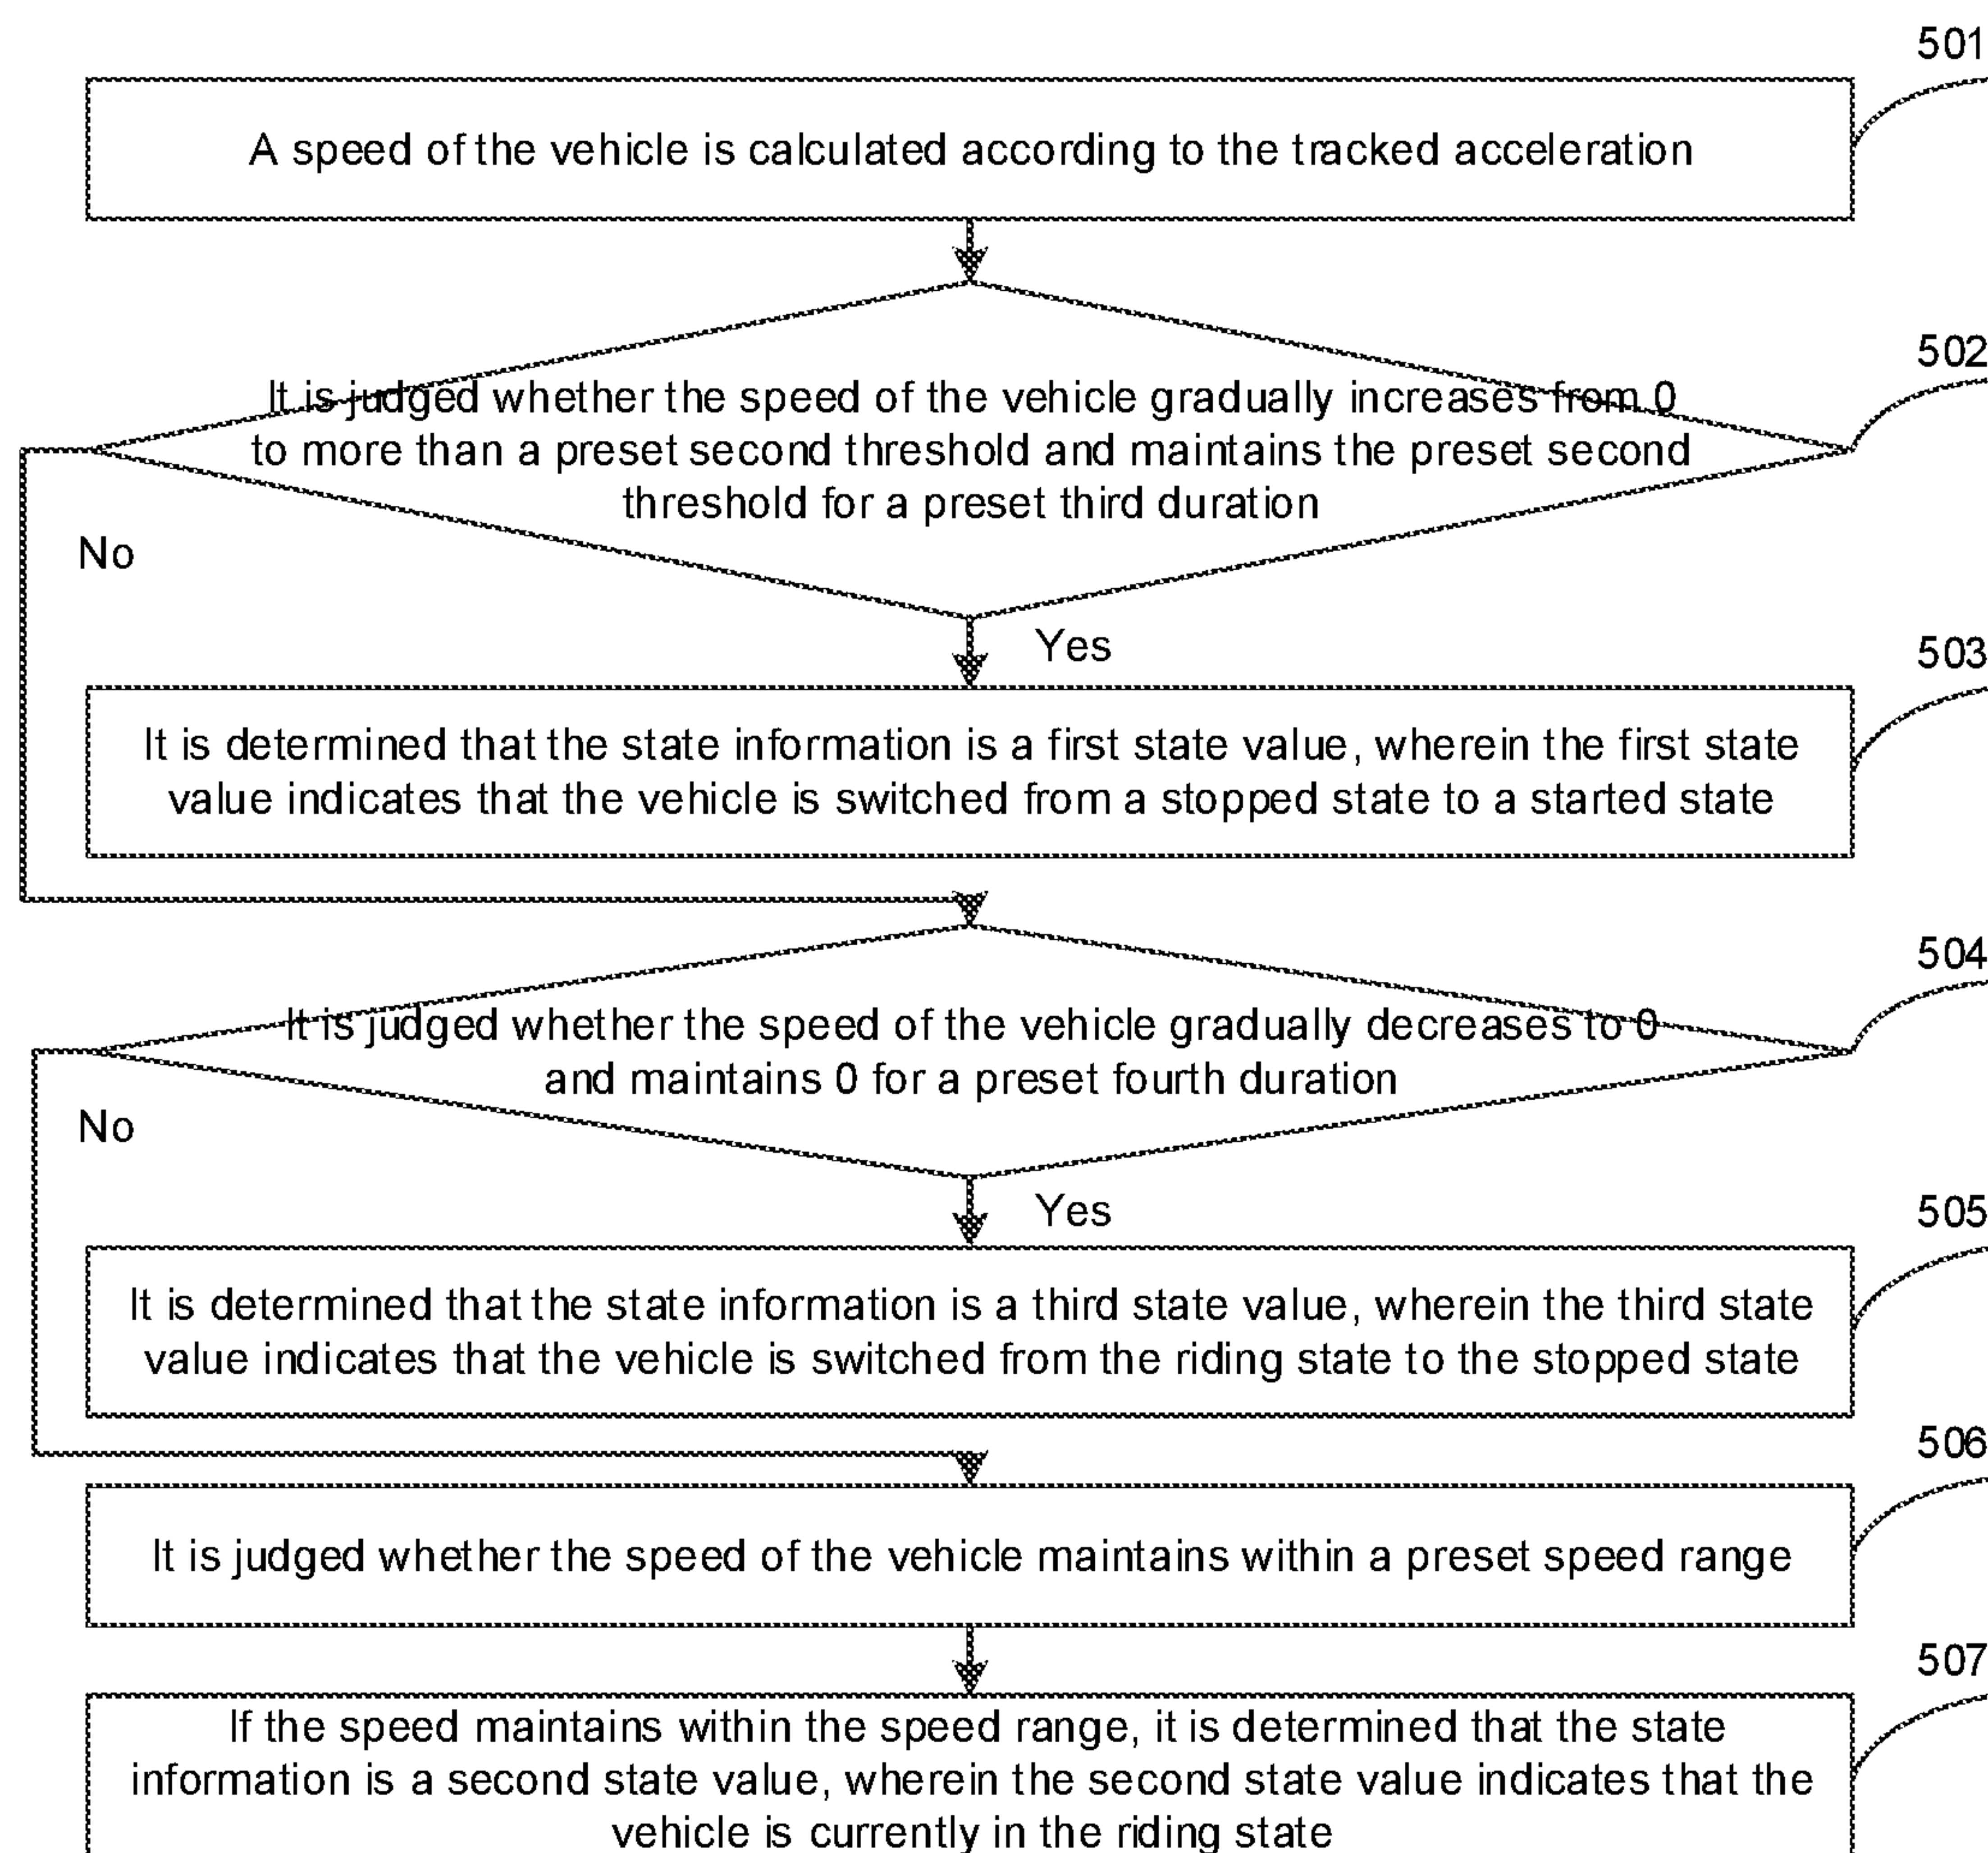 501
A speed of the vehicle is calculated according to the tracked acceleration
502
It is judged whether the speed of the vehicle gradually increases from 0
to more than a preset second threshold and maintains the preset second
threshold for a preset third duration
No
Yes
503
It is determined that the state information is a first state value, wherein the first state
value indicates that the vehicle is switched from a stopped state to a started state
504
It is judged whether the speed of the vehicle gradually decreases to 0
and maintains 0 for a preset fourth duration
No
Yes
505
It is determined that the state information is a third state value, wherein the third state
value indicates that the vehicle is switched from the riding state to the stopped state
506
It is judged whether the speed of the vehicle maintains within a preset speed range
507
If the speed maintains within the speed range, it is determined that the state
information is a second state value, wherein the second state value indicates that the
vehicle is currently in the riding state